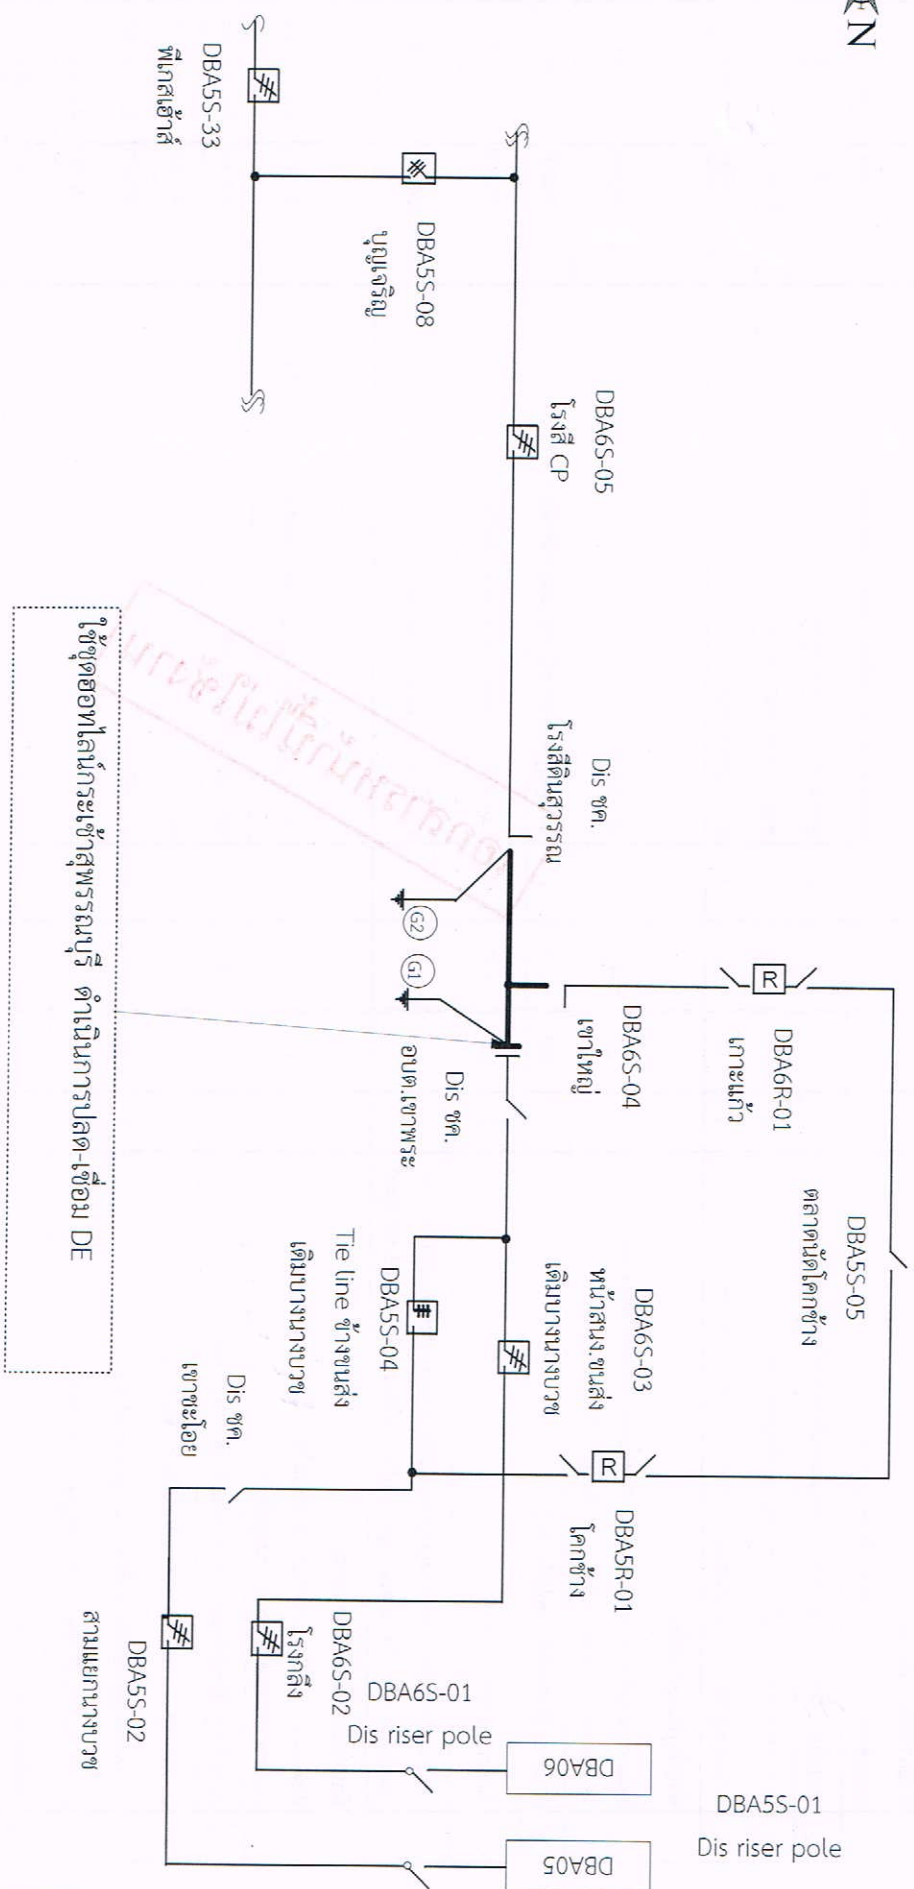 N
DBA5S-33
พีเกสเฮ้าส์
DBA5S-08
บุญเจริญ
DBA6S-05
โรงสี CP
Dis ชค.
โรงสีดินสุวรรณ
G2
G1
Dis ชค.
อบต.เขาพระ
DBA6S-04
เขาใหญ่
R
DBA6R-01
เกาะแก้ว
DBA5S-05
ตลาดนัดโคกช้าง
DBA6S-03
หน้าสนง.ขนส่ง
เดิมบางนางบวช
DBA5S-04
Tie line ข้างขนส่ง
เดิมบางนางบวช
R
DBA5R-01
โคกช้าง
Dis ชค.
เขาชะโอย
DBA5S-02
สามแยกนางบวช
DBA6S-02
โรงกลึง
DBA6S-01
Dis riser pole
DBA06
DBA5S-01
Dis riser pole
DBA05
ใช้ชุดฮอทไลน์กระเช้าสุพรรณบุรี ดำเนินการปลด-เชื่อม DE